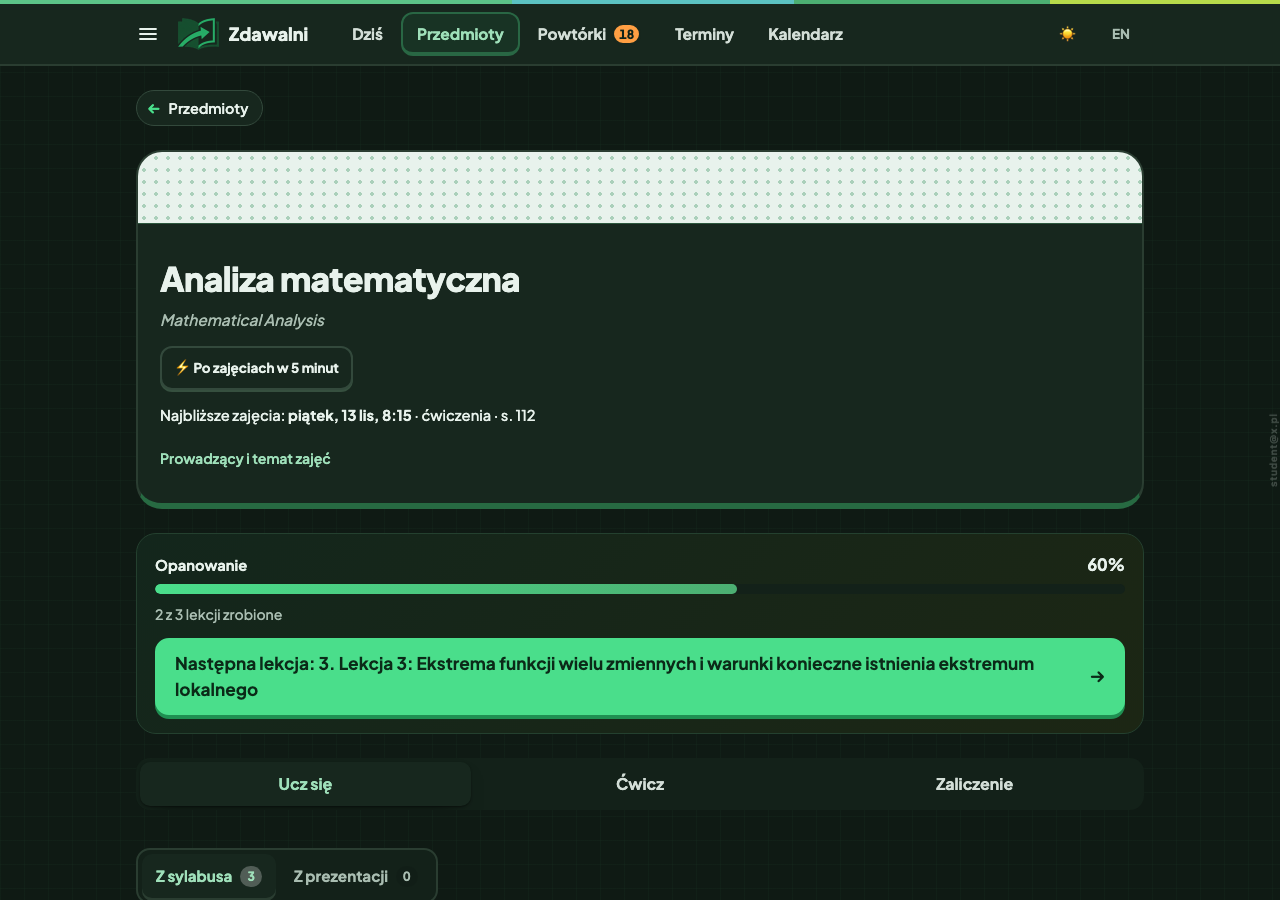 Zdawalni
Dziś
Przedmioty
Powtórki 18
Terminy
Kalendarz
EN
← Przedmioty
Analiza matematyczna
Mathematical Analysis
⚡ Po zajęciach w 5 minut
Najbliższe zajęcia: piątek, 13 lis, 8:15 · ćwiczenia · s. 112
Prowadzący i temat zajęć
student@x.pl
Opanowanie
60%
2 z 3 lekcji zrobione
Następna lekcja: 3. Lekcja 3: Ekstrema funkcji wielu zmiennych i warunki konieczne istnienia ekstremum
lokalnego →
Ucz się
Ćwicz
Zaliczenie
Z sylabusa 3
Z prezentacji 0